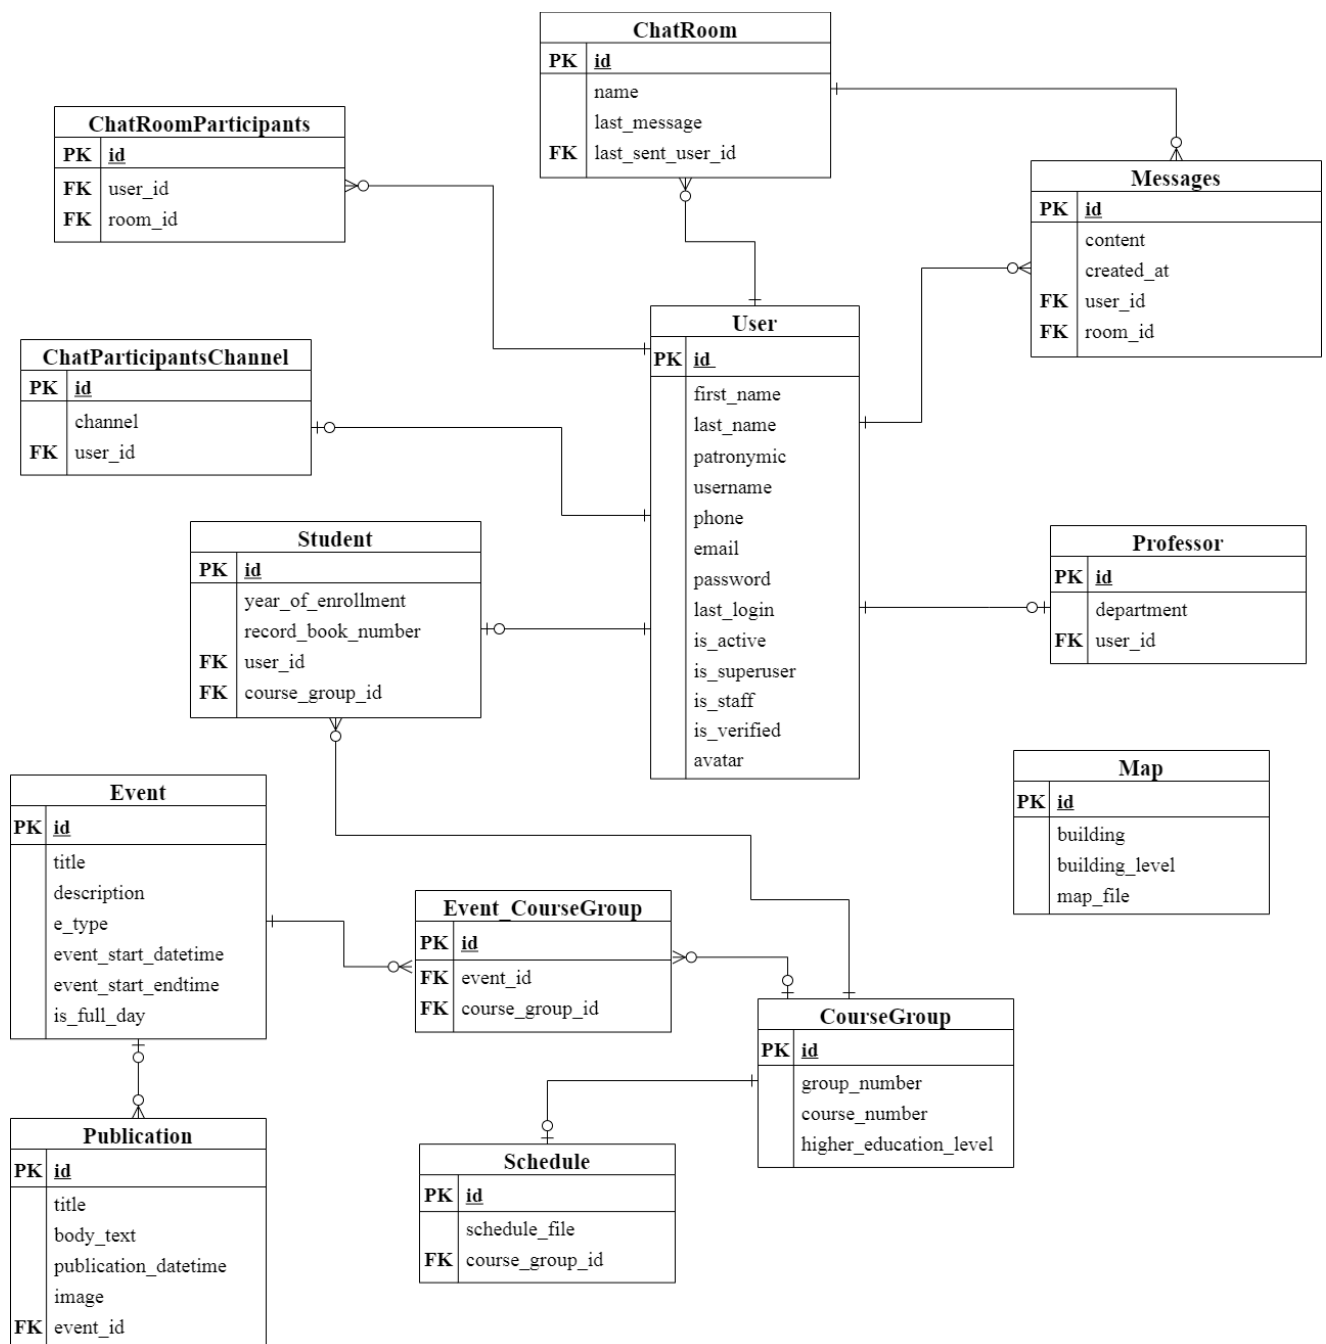 ChatRoom
PK id
name
last_message
FK last_sent_user_id
ChatRoomParticipants
PK id
FK user_id
FK room_id
Messages
PK id
content
created_at
FK user_id
FK room_id
User
PK id
first_name
last_name
patronymic
username
phone
email
password
last_login
is_active
is_superuser
is_staff
is_verified
avatar
ChatParticipantsChannel
PK id
channel
FK user_id
Student
PK id
year_of_enrollment
record_book_number
FK user_id
FK course_group_id
Professor
PK id
department
FK user_id
Map
PK id
building
building_level
map_file
Event
PK id
title
description
e_type
event_start_datetime
event_start_endtime
is_full_day
Event_CourseGroup
PK id
FK event_id
FK course_group_id
CourseGroup
PK id
group_number
course_number
higher_education_level
Publication
PK id
title
body_text
publication_datetime
image
FK event_id
Schedule
PK id
schedule_file
FK course_group_id